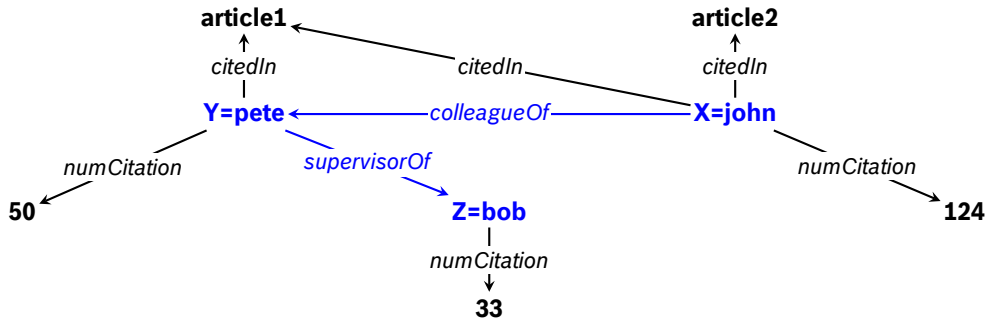 article1
article2
citedIn
citedIn
citedIn
Y=pete
colleagueOf
X=john
numCitation
supervisorOf
numCitation
50
Z=bob
124
numCitation
33